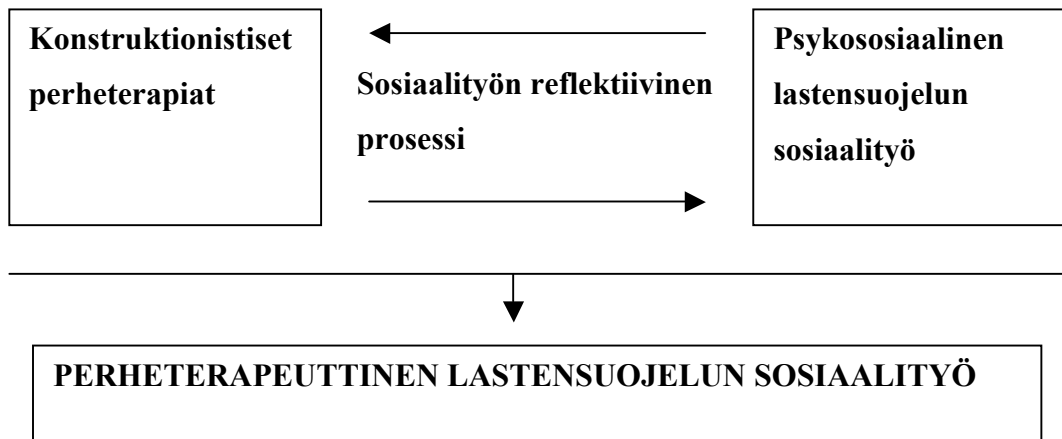 Konstruktionistiset
perheterapiat
Sosiaalityön reflektiivinen
prosessi
Psykososiaalinen
lastensuojelun
sosiaalityö
PERHETERAPEUTTINEN LASTENSUOJELUN SOSIAALITYÖ